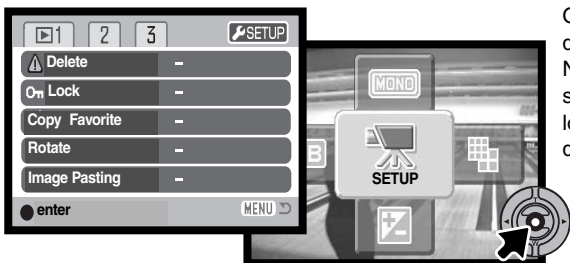 1 2 3 SETUP
Delete -
Lock -
Copy Favorite -
Rotate -
Image Pasting -
enter MENU
MONO
B
SETUP